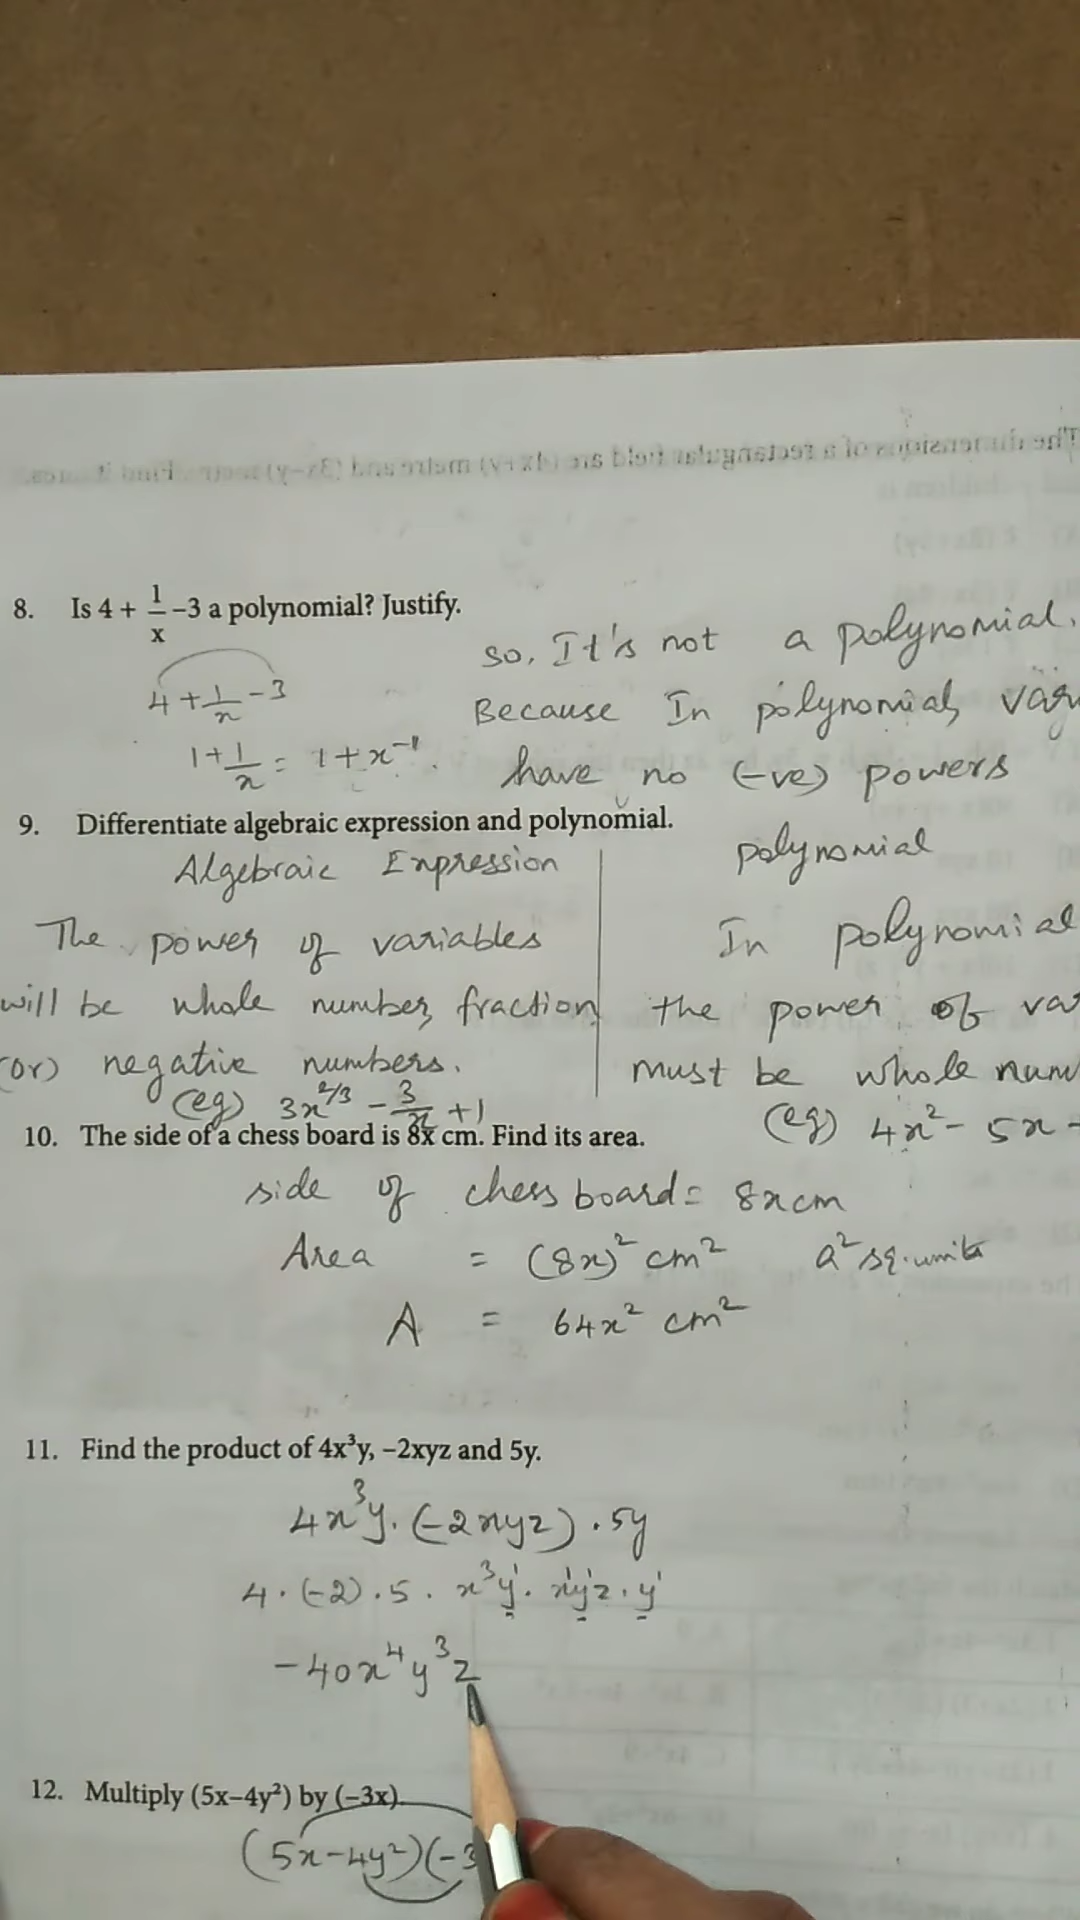 8. Is 4 + 1/x –3 a polynomial? Justify.
4 + 1/x - 3
1 + 1/x = 1 + x⁻¹.
so, It's not a polynomial.
Because In polynomials, var
have no (-ve) powers
9. Differentiate algebraic expression and polynomial.
Algebraic Expression
The power of variables
will be whole number, fraction
(or) negative numbers.
(eg) 3x^2/3 - 3/x + 1
polynomial
In polynomial
the power of var
must be whole num
(eg) 4x² - 5x -
10. The side of a chess board is 8x cm. Find its area.
side of chess board = 8x cm
Area = (8x)² cm² a² sq.units
A = 64x² cm²
11. Find the product of 4x³y, –2xyz and 5y.
4x³y . (-2xyz) . 5y
4 . (-2) . 5 . x³y¹ . x¹y¹z . y¹
-40x⁴y³z
12. Multiply (5x–4y²) by (–3x).
(5x - 4y²)(-3